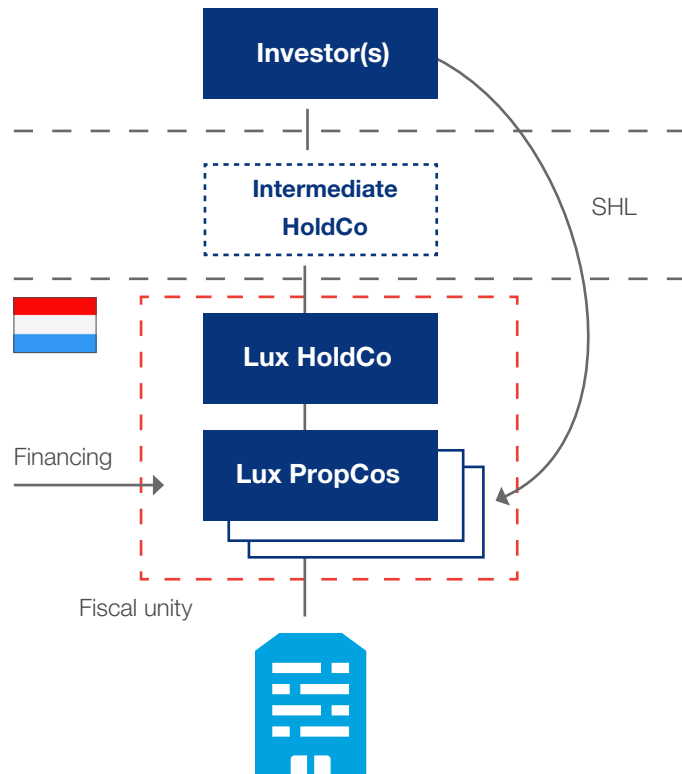 Investor(s)
Intermediate
HoldCo
SHL
Lux HoldCo
Financing
Lux PropCos
Fiscal unity